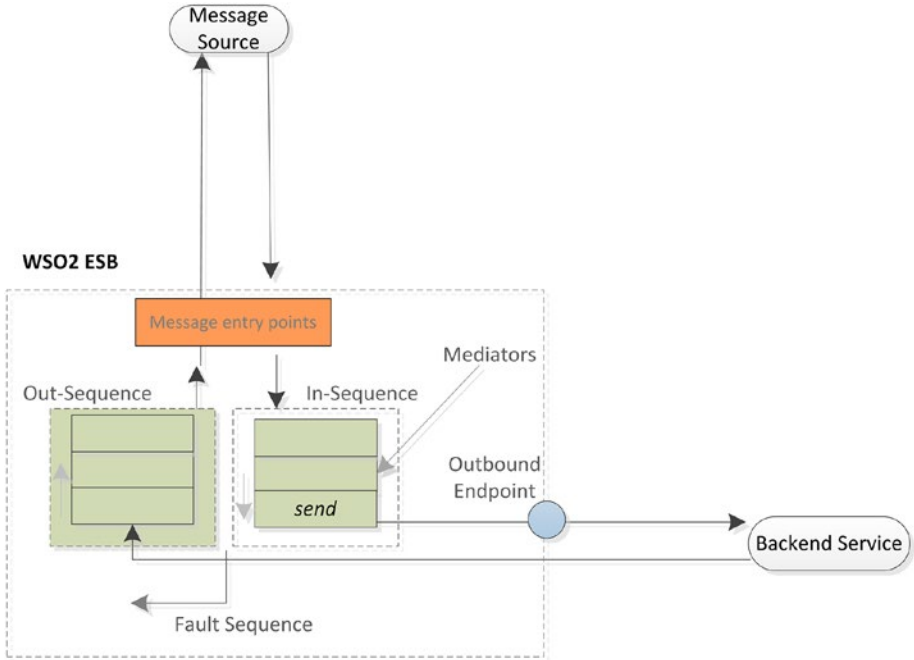 Message
Source
WSO2 ESB
Message entry points
Mediators
Out-Sequence
In-Sequence
Outbound
Endpoint
send
Backend Service
Fault Sequence